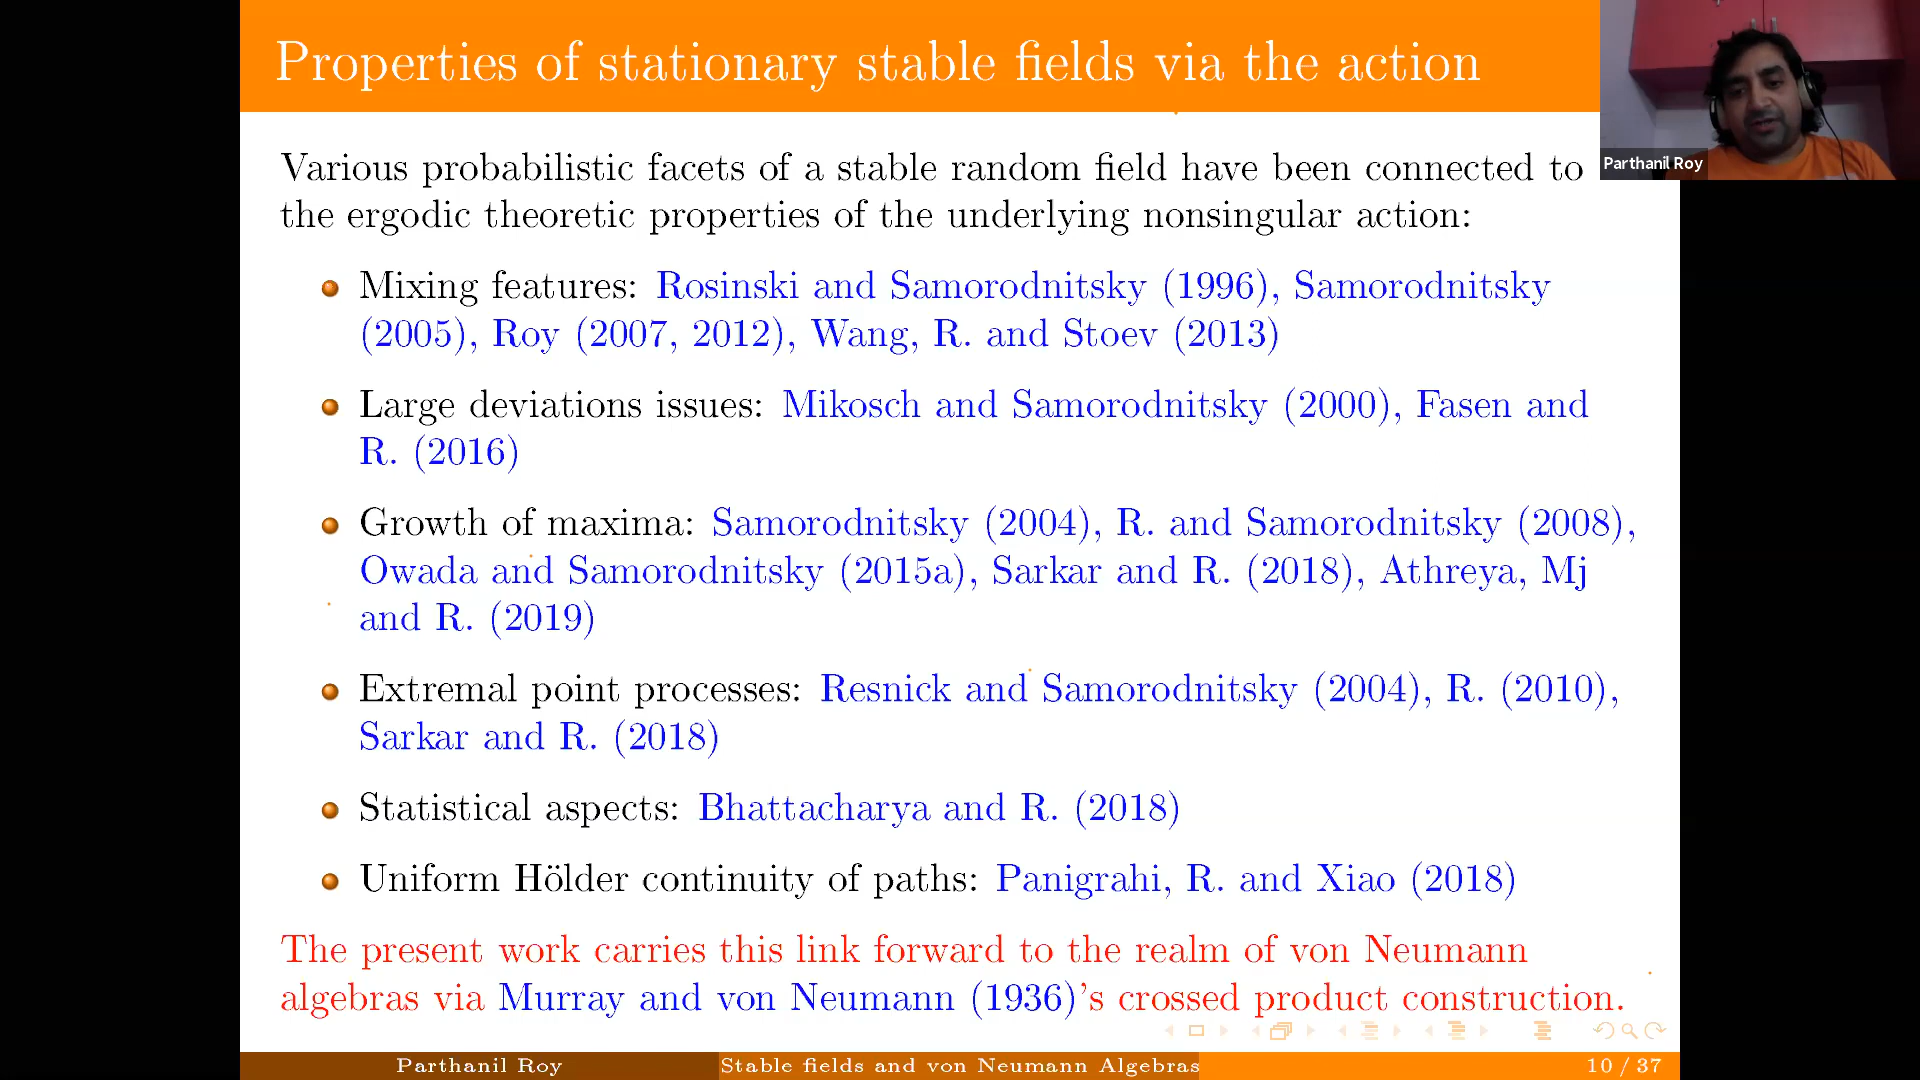 Properties of stationary stable fields via the action
Parthanil Roy
Various probabilistic facets of a stable random field have been connected to
the ergodic theoretic properties of the underlying nonsingular action:
Mixing features: Rosinski and Samorodnitsky (1996), Samorodnitsky
(2005), Roy (2007, 2012), Wang, R. and Stoev (2013)
Large deviations issues: Mikosch and Samorodnitsky (2000), Fasen and
R. (2016)
Growth of maxima: Samorodnitsky (2004), R. and Samorodnitsky (2008),
Owada and Samorodnitsky (2015a), Sarkar and R. (2018), Athreya, Mj
and R. (2019)
Extremal point processes: Resnick and Samorodnitsky (2004), R. (2010),
Sarkar and R. (2018)
Statistical aspects: Bhattacharya and R. (2018)
Uniform Hölder continuity of paths: Panigrahi, R. and Xiao (2018)
The present work carries this link forward to the realm of von Neumann
algebras via Murray and von Neumann (1936)'s crossed product construction.
Parthanil Roy
Stable fields and von Neumann Algebras
10 / 37